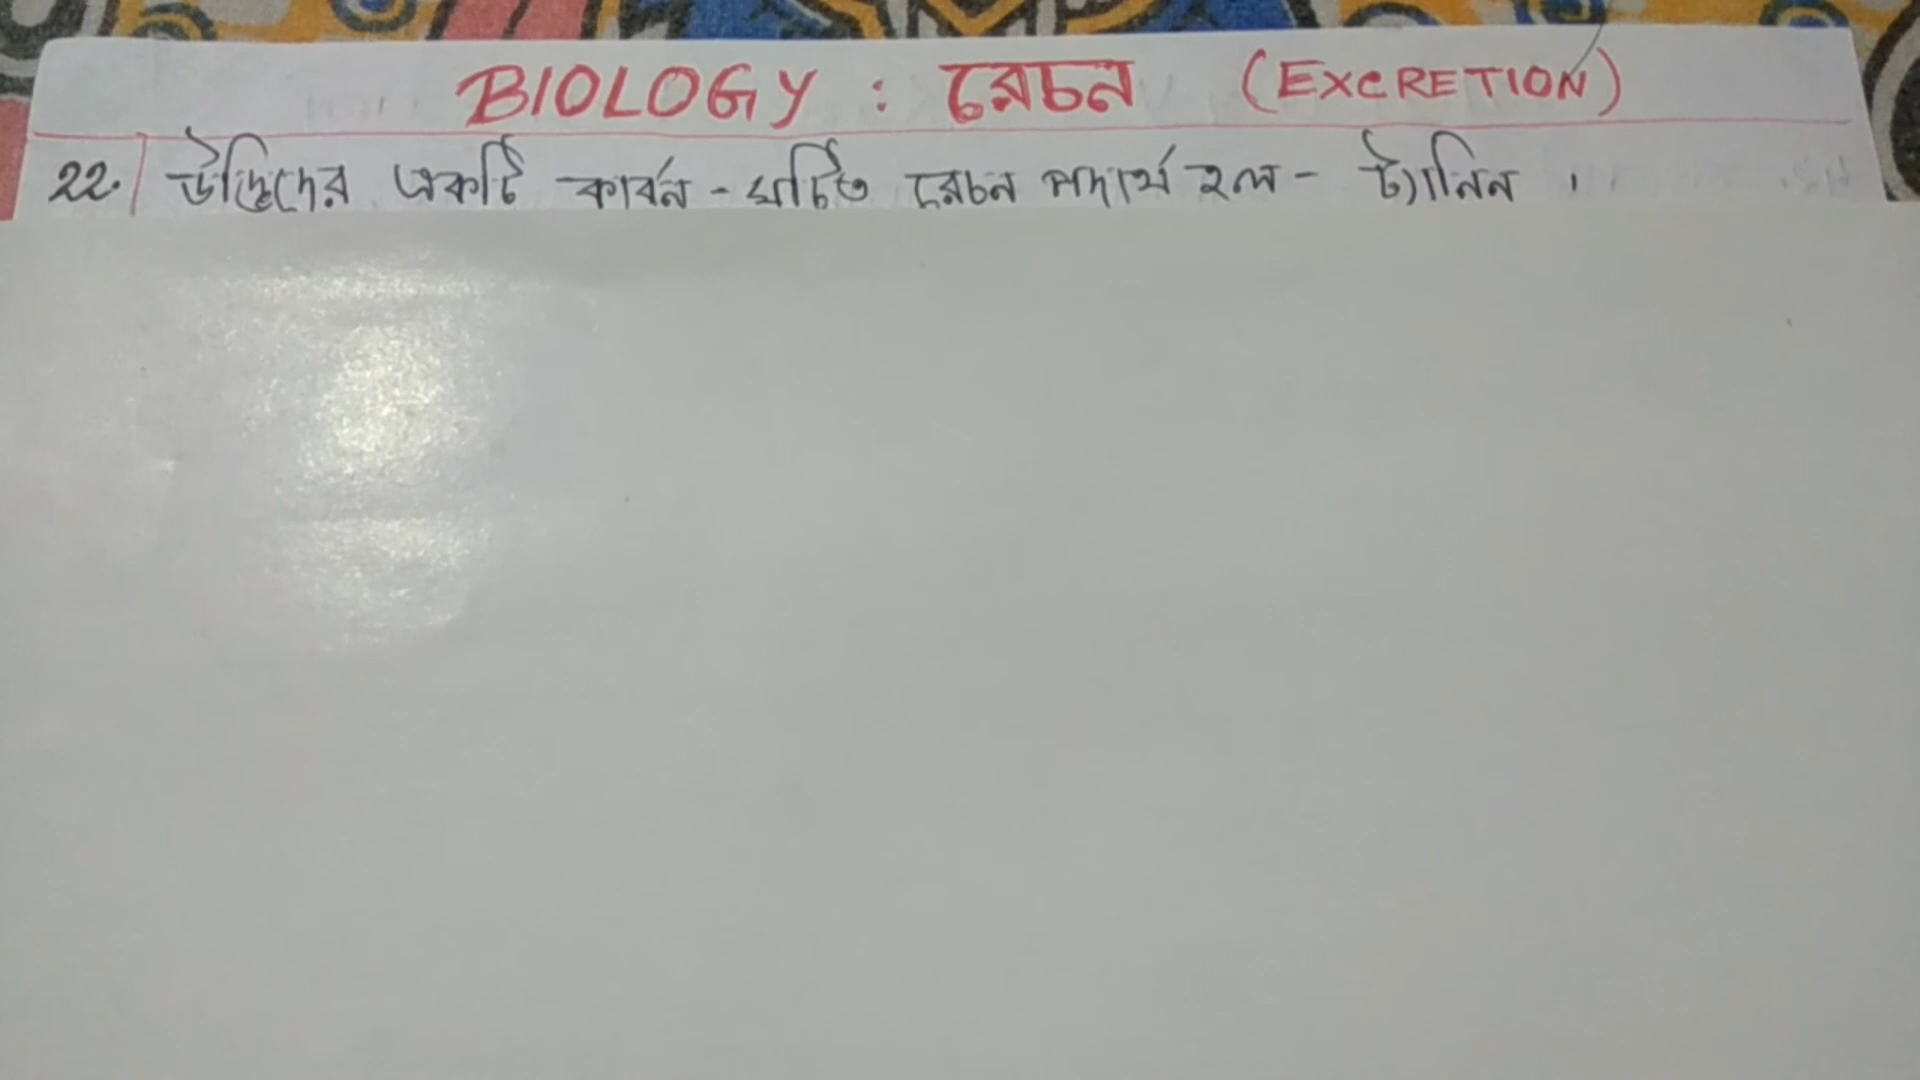 BIOLOGY : রেচন (EXCRETION)
22. উদ্ভিদের একটি কার্বন - ঘটিত রেচন পদার্থ হল - ট্যানিন ।